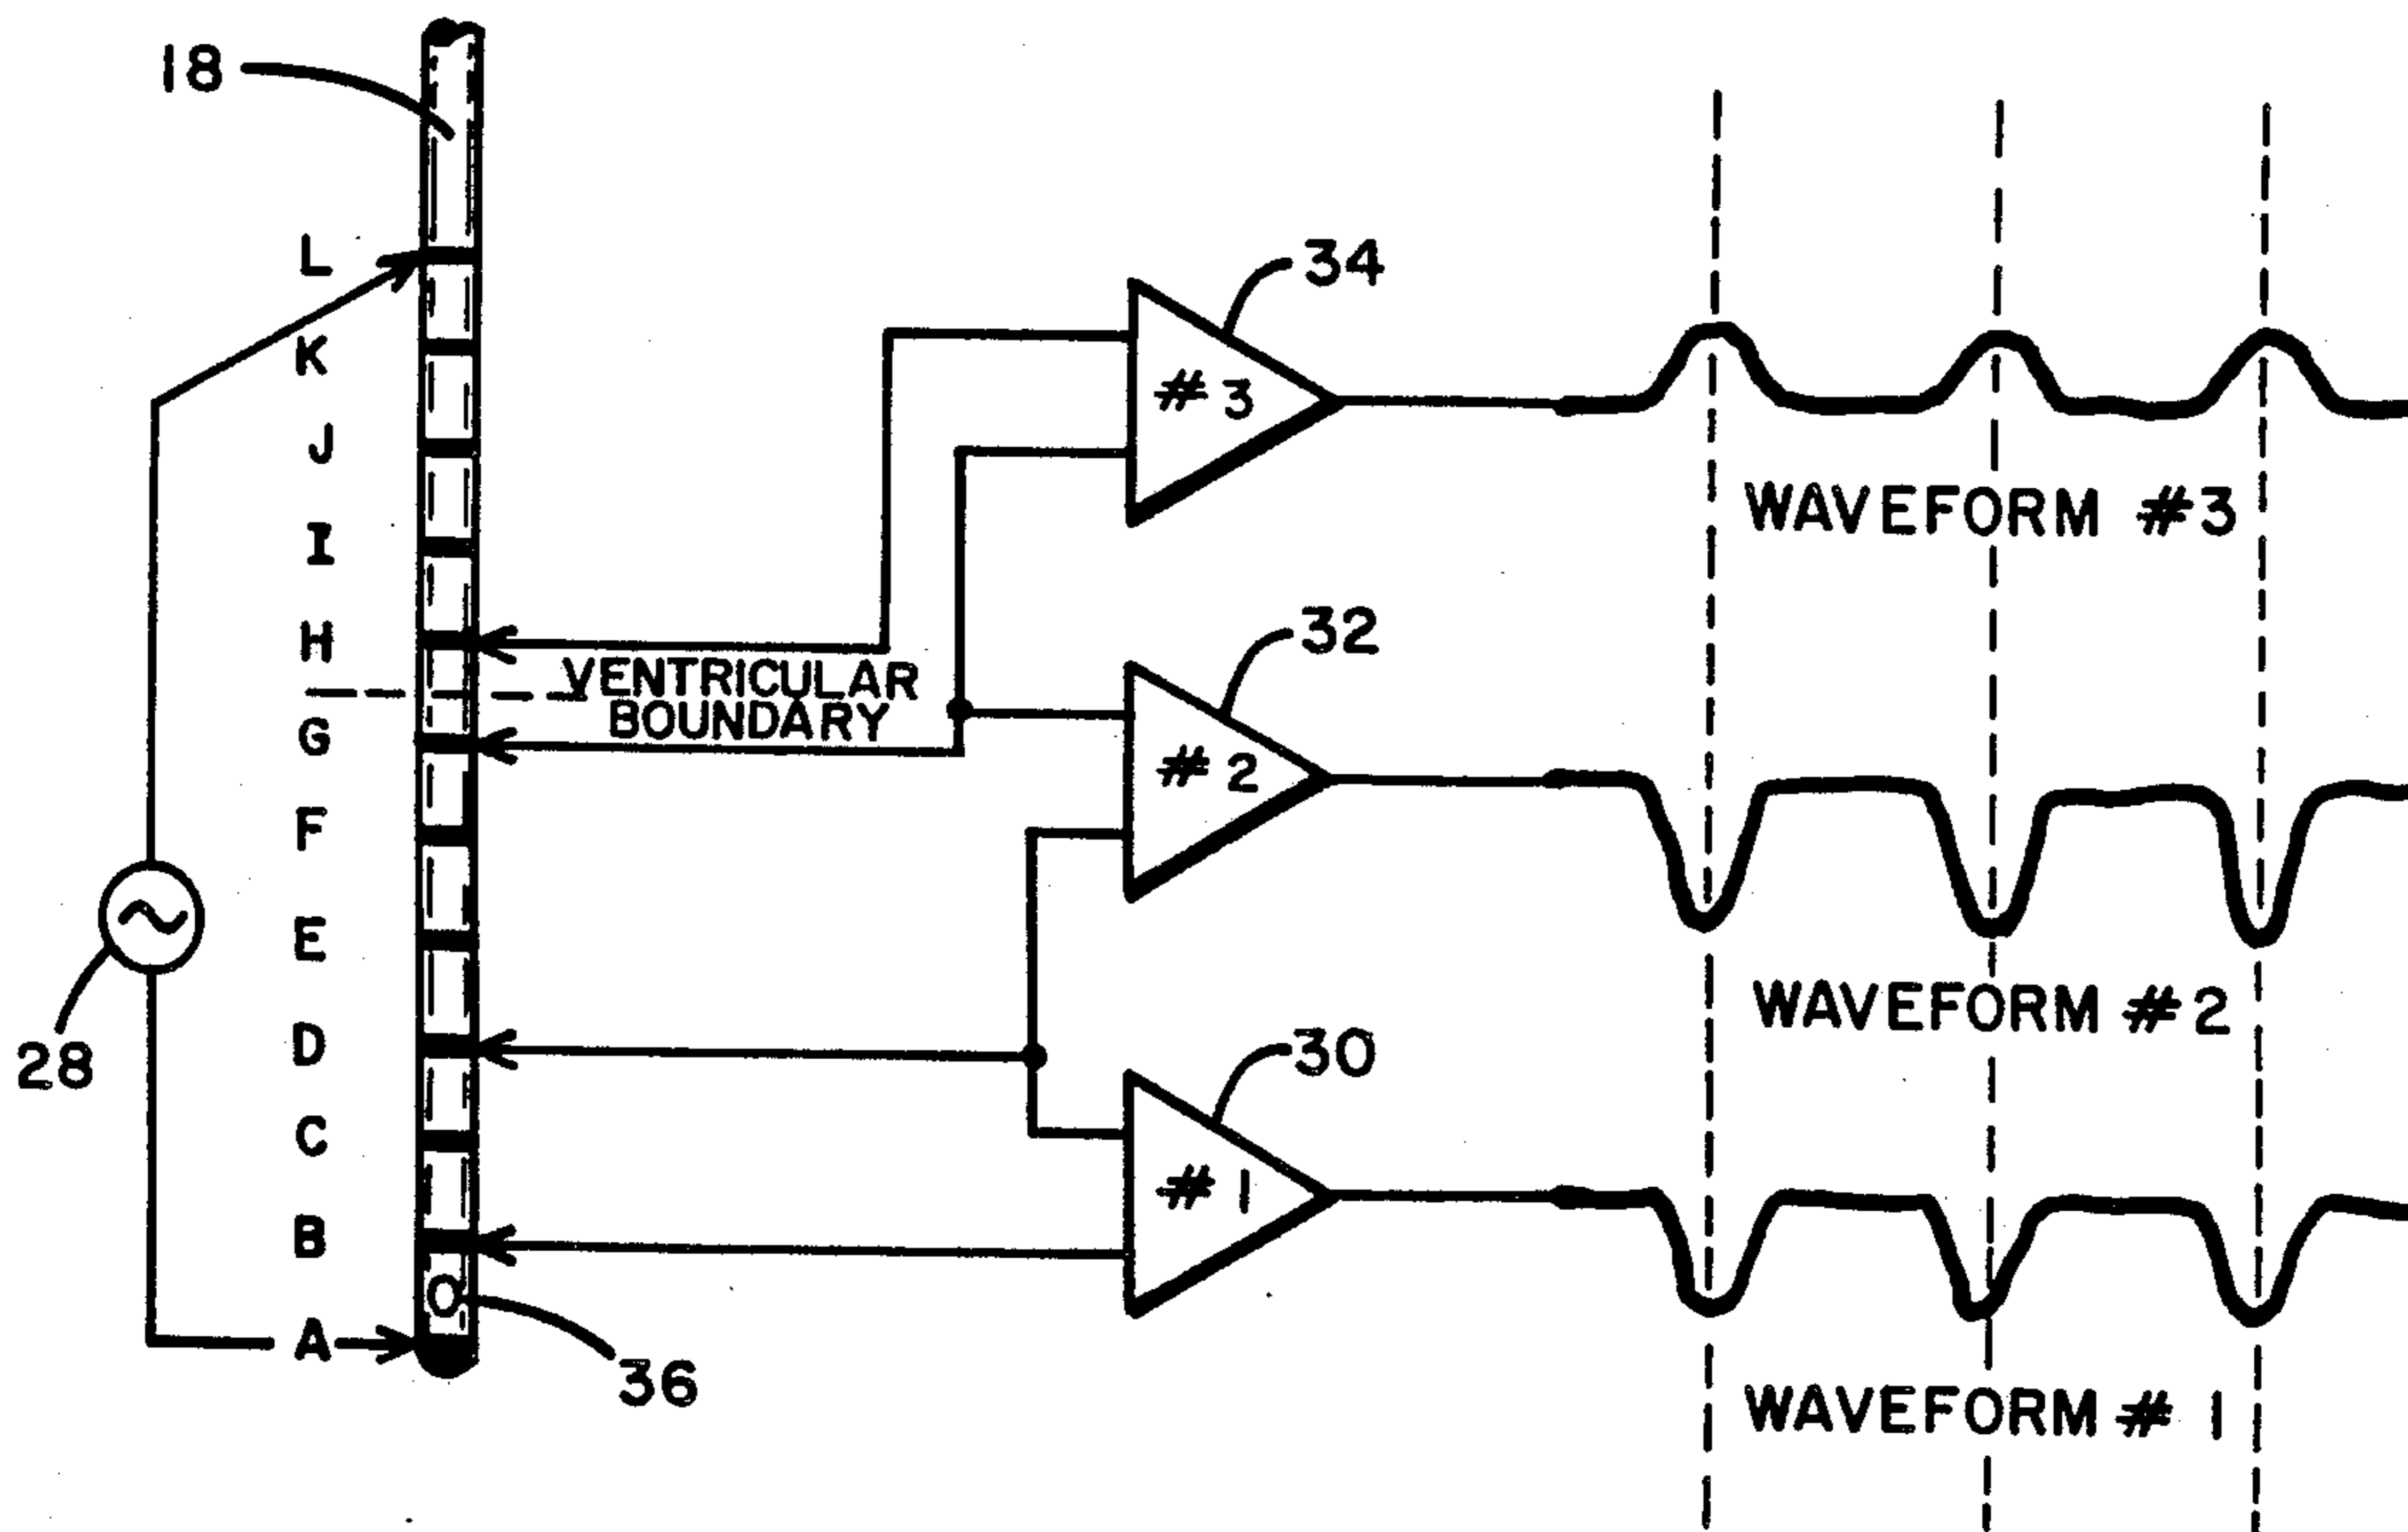 18
L
K
J
I
H
G
F
E
D
C
B
A
28
36
VENTRICULAR
BOUNDARY
34
#3
WAVEFORM #3
32
#2
WAVEFORM #2
30
#1
WAVEFORM #1